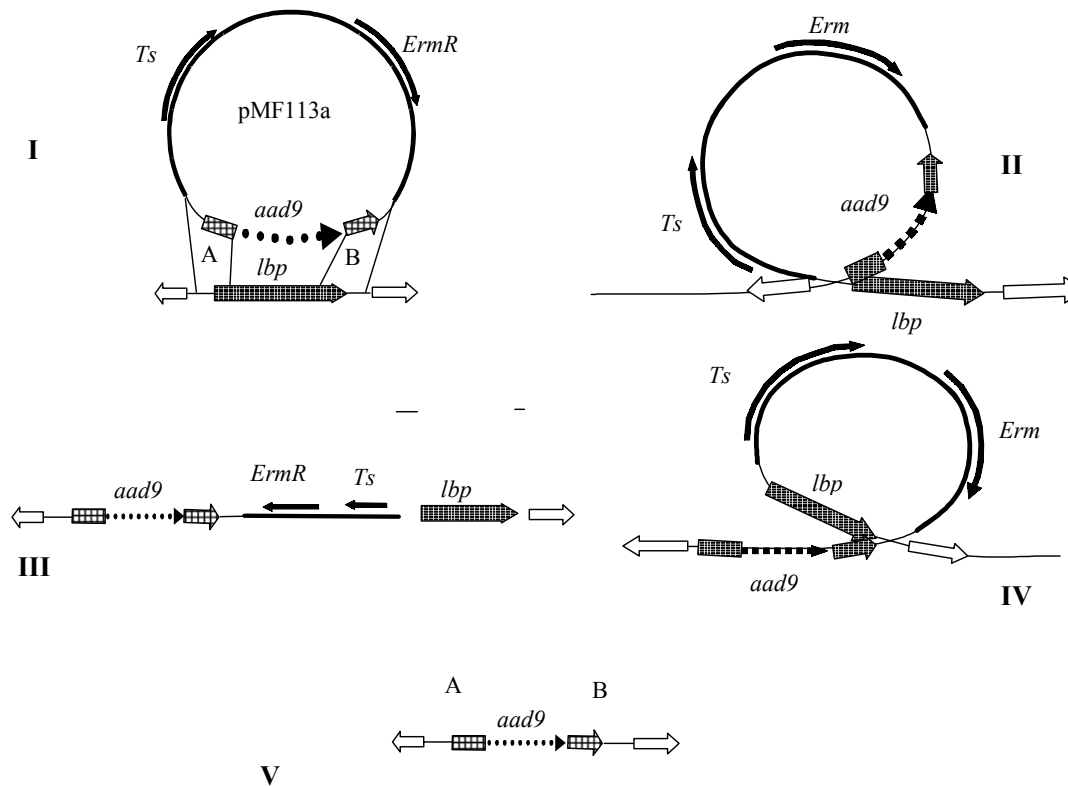 Ts
ErmR
pMF113a
I
aad9
A
B
lbp
Erm
II
aad9
Ts
lbp
aad9
ErmR
Ts
lbp
III
Ts
Erm
lbp
aad9
IV
A
B
aad9
V